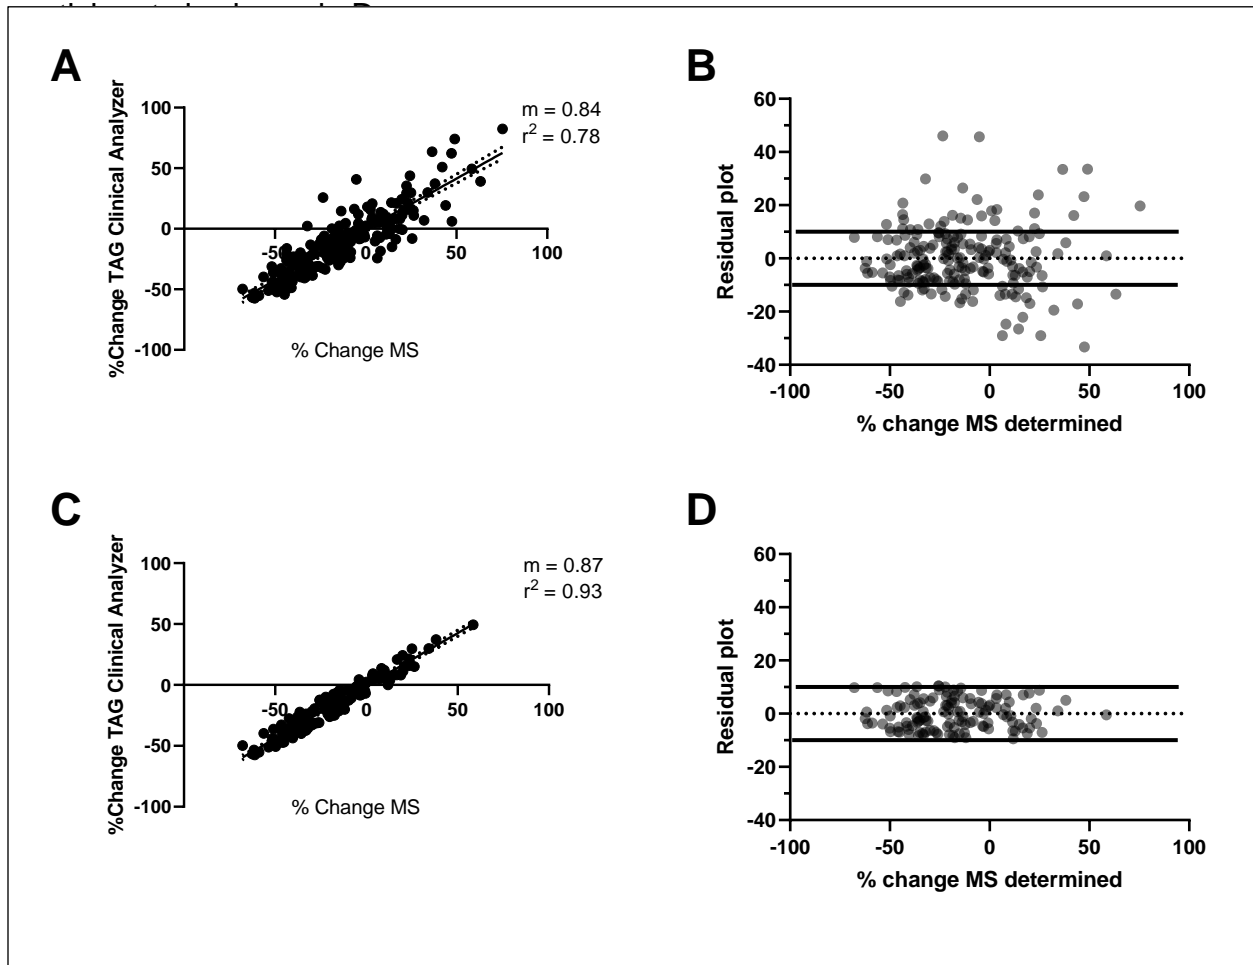 A
%Change TAG Clinical Analyzer
100
50
0
-50
-100
-50
0
50
100
% Change MS
m = 0.84
r² = 0.78
B
Residual plot
60
40
20
0
-20
-40
-100
-50
0
50
100
% change MS determined
C
%Change TAG Clinical Analyzer
100
50
0
-50
-100
-50
0
50
100
% Change MS
m = 0.87
r² = 0.93
D
Residual plot
60
40
20
0
-20
-40
-100
-50
0
50
100
% change MS determined